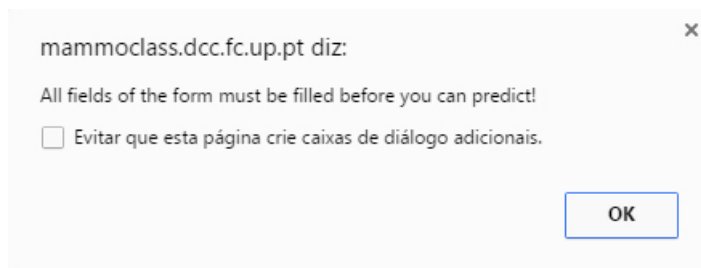 mammoclass.dcc.fc.up.pt diz:
All fields of the form must be filled before you can predict!
Evitar que esta página crie caixas de diálogo adicionais.
OK